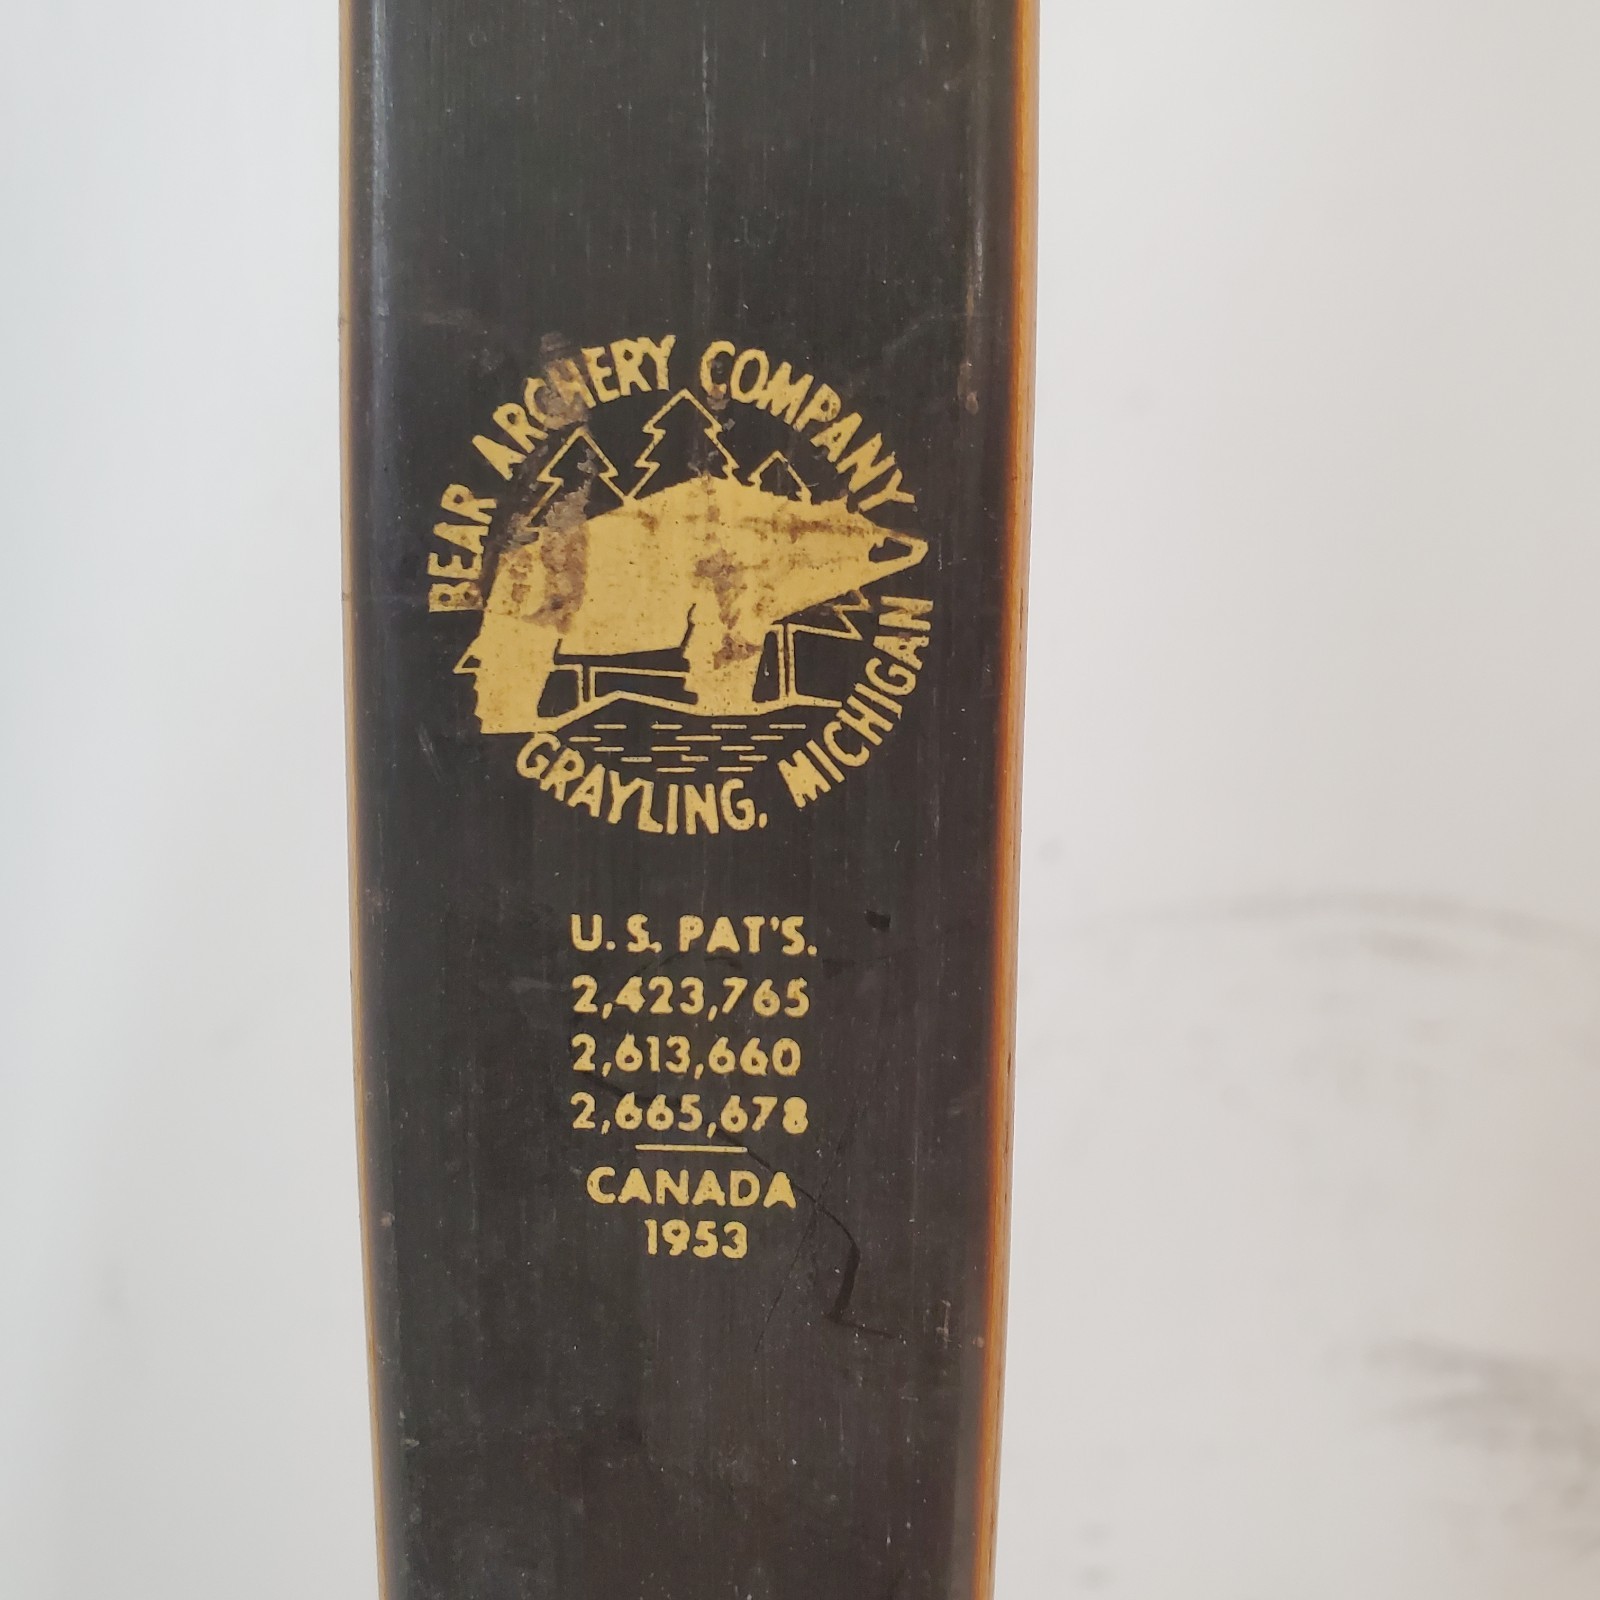 BEAR ARCHERY COMPANY
GRAYLING, MICHIGAN
U.S. PAT'S.
2,423,765
2,613,660
2,665,678
CANADA
1953